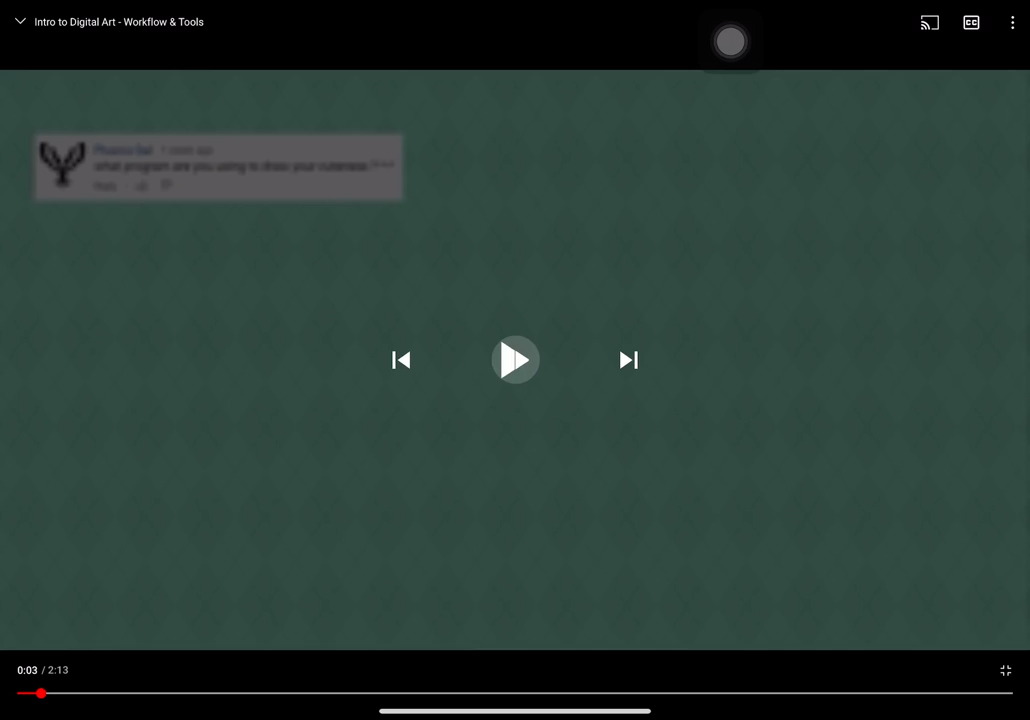 Intro to Digital Art - Workflow & Tools
CC
what program are you using to draw your cuteness
0:03 / 2:13